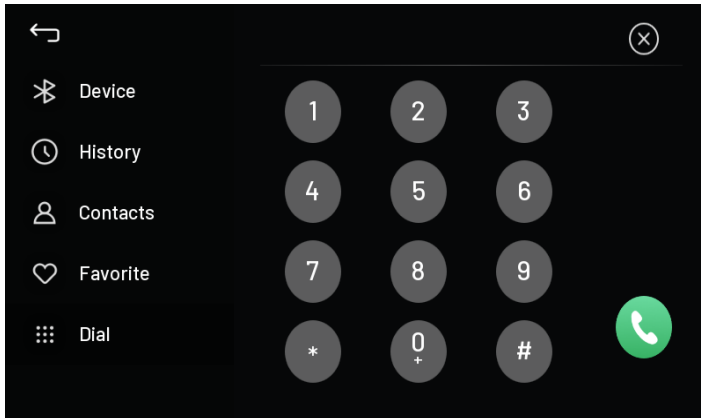 Device
History
Contacts
Favorite
Dial
1 2 3
4 5 6
7 8 9
* 0 #
+